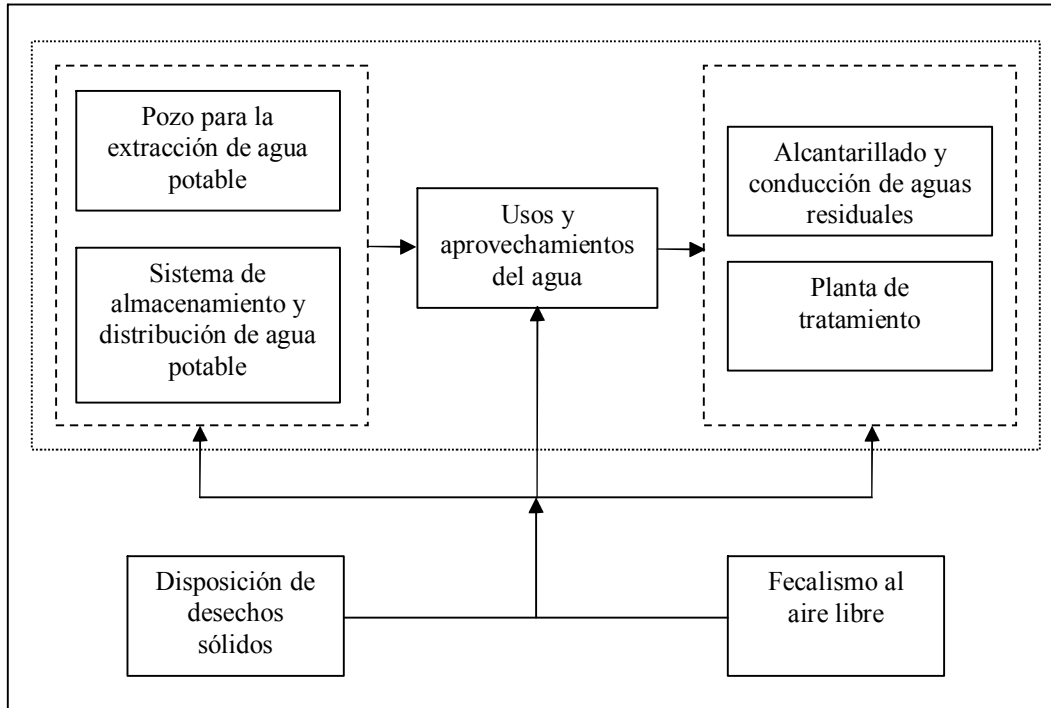 Pozo para la
extracción de agua
potable
Sistema de
almacenamiento y
distribución de agua
potable
Usos y
aprovechamientos
del agua
Alcantarillado y
conducción de aguas
residuales
Planta de
tratamiento
Disposición de
desechos
sólidos
Fecalismo al
aire libre